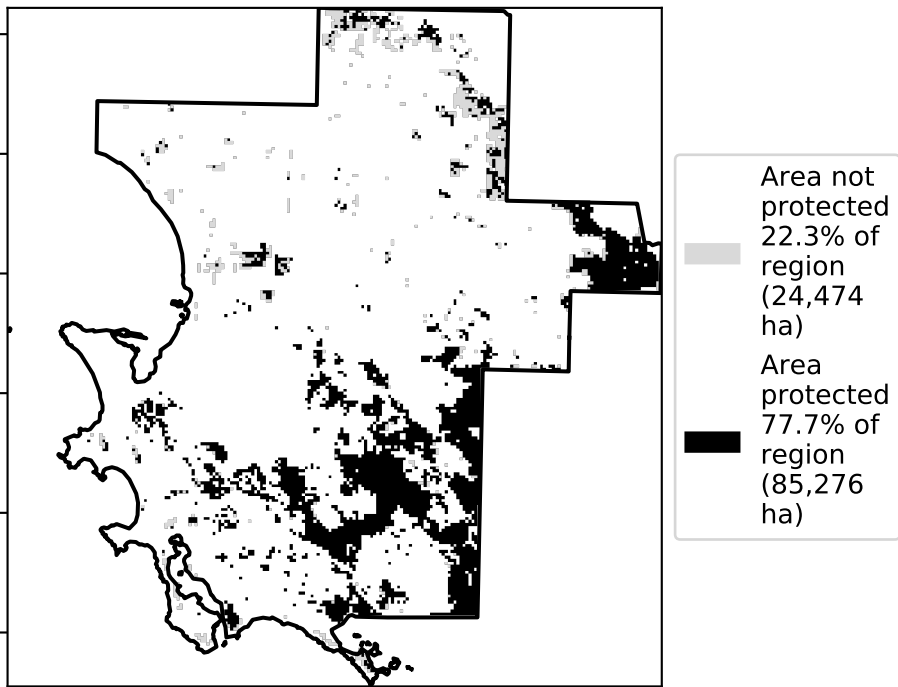 Area not
protected
22.3% of
region
(24,474
ha)
Area
protected
77.7% of
region
(85,276
ha)